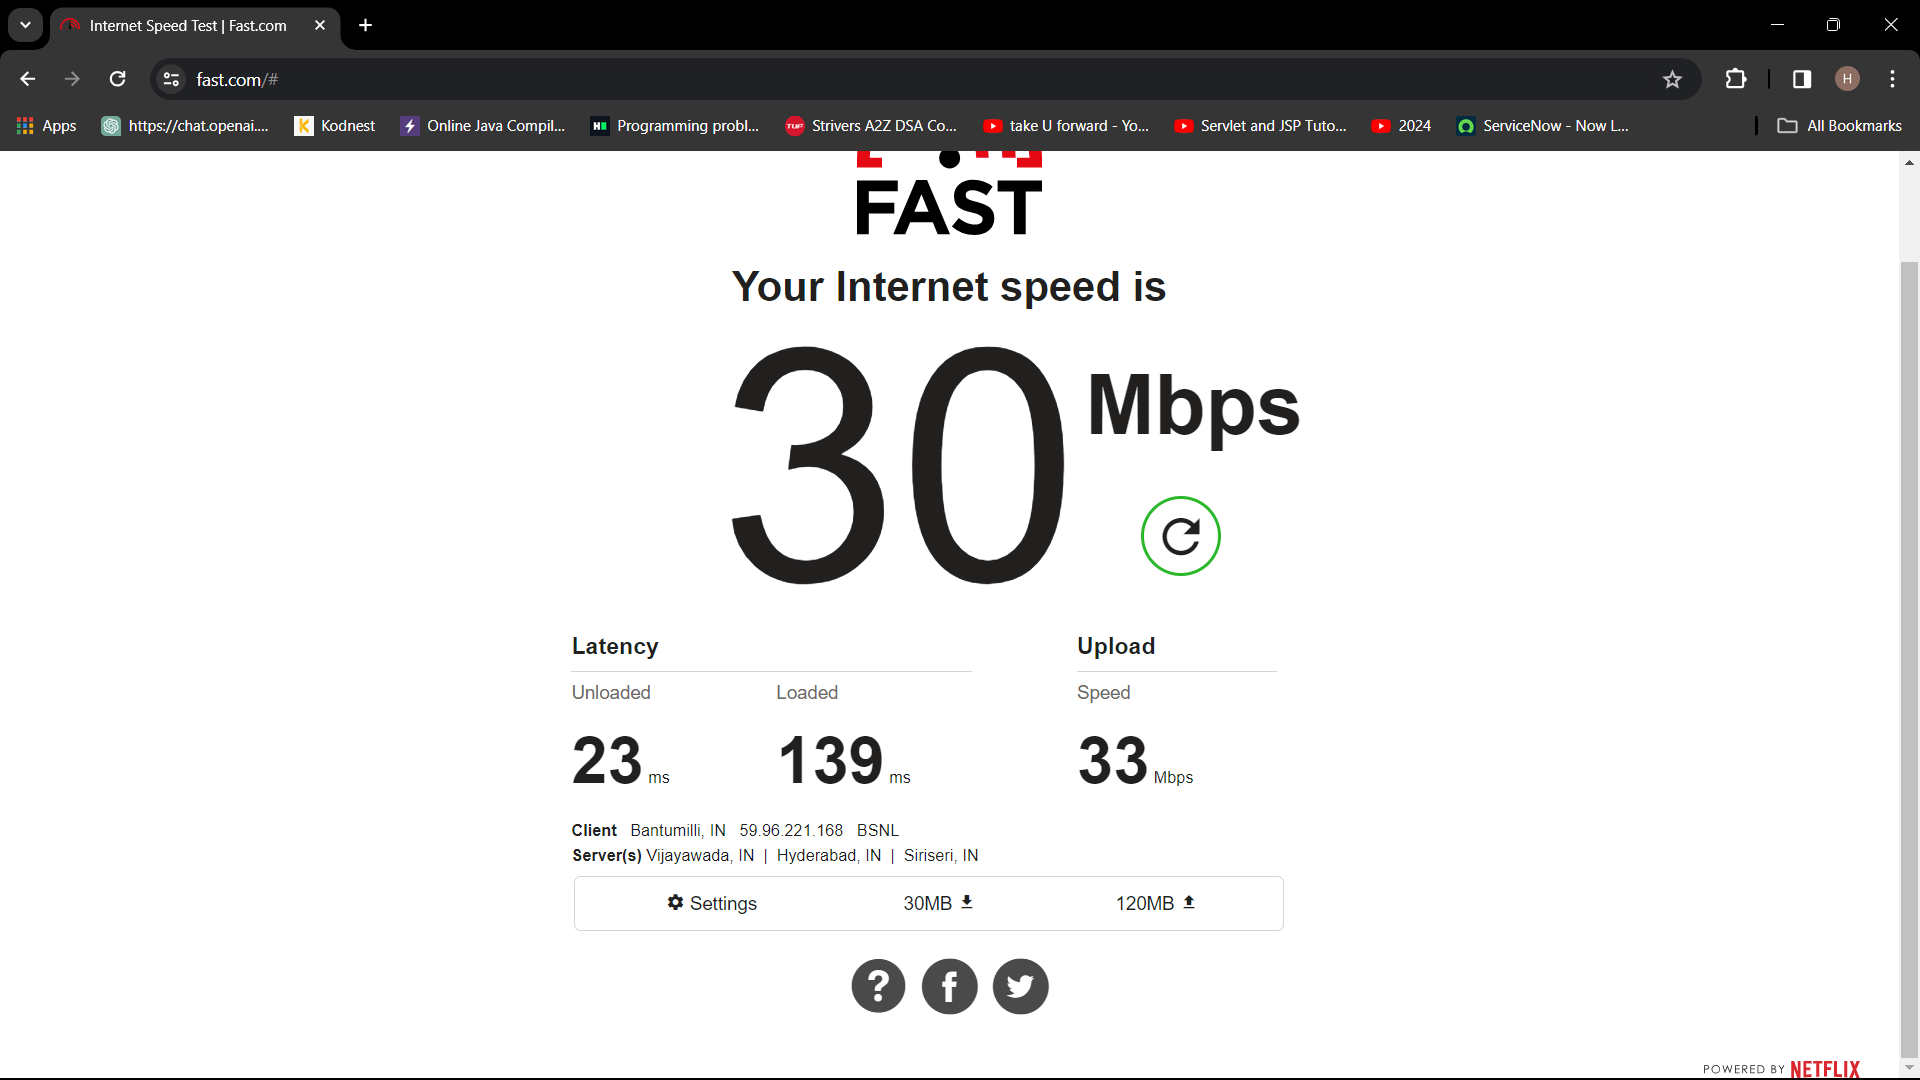 Internet Speed Test | Fast.com
fast.com/#
H
Apps
https://chat.openai....
Kodnest
Online Java Compil...
Programming probl...
Strivers A2Z DSA Co...
take U forward - Yo...
Servlet and JSP Tuto...
2024
ServiceNow - Now L...
All Bookmarks
FAST
Your Internet speed is
30 Mbps
Latency
Upload
Unloaded
Loaded
Speed
23 ms
139 ms
33 Mbps
Client Bantumilli, IN 59.96.221.168 BSNL
Server(s) Vijayawada, IN | Hyderabad, IN | Siriseri, IN
Settings
30MB
120MB
POWERED BY NETFLIX